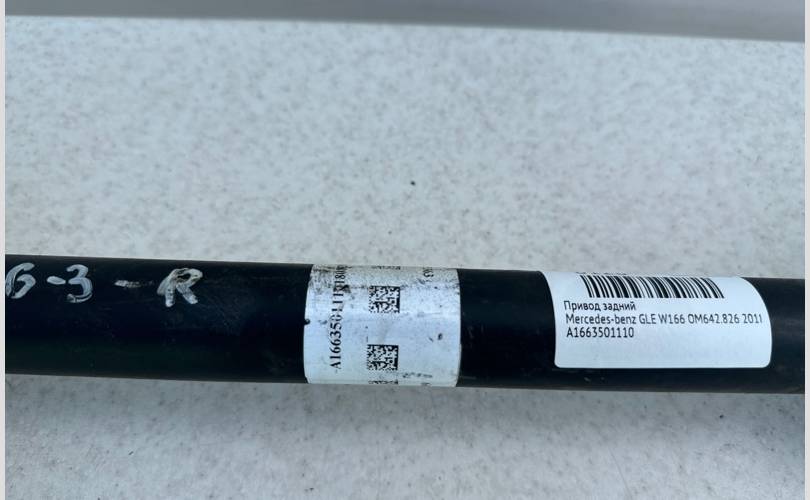 6-3-R
Привод задний
Mercedes-benz GLE W166 OM642.826 2011
A1663501110